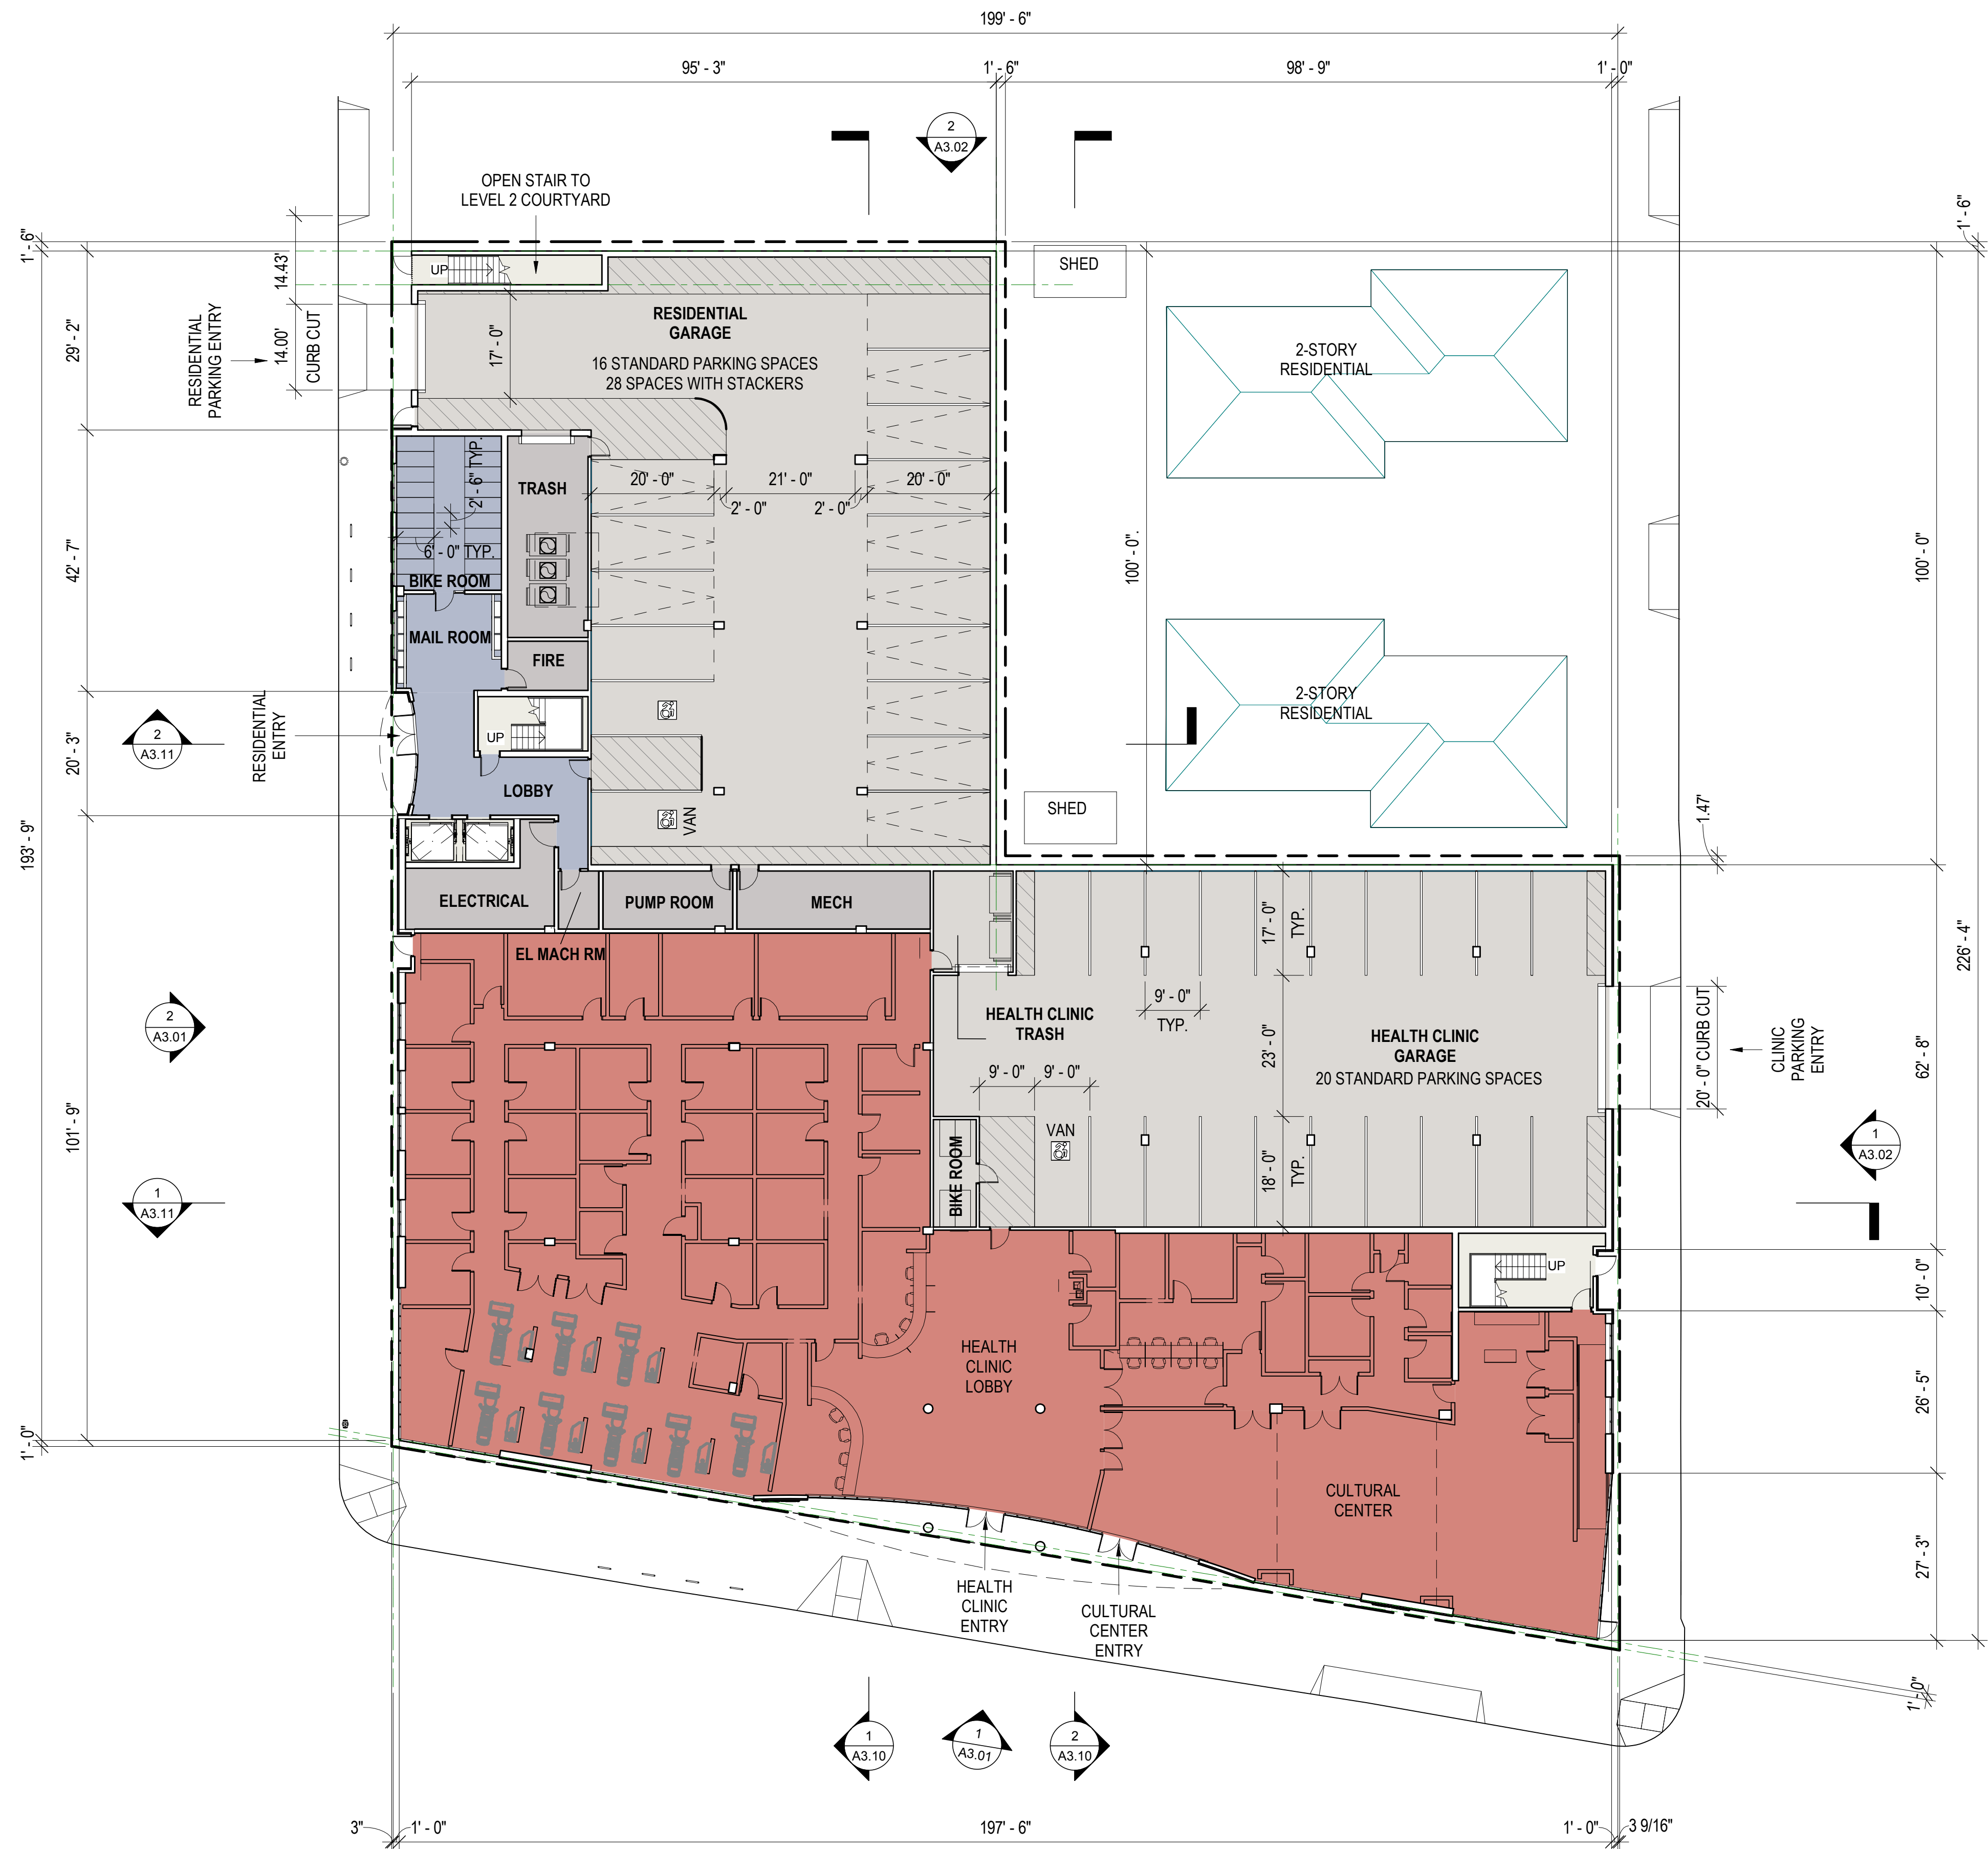 199' - 6"
95' - 3"
1' - 6"
98' - 9"
1' - 0"
2
A3.02
OPEN STAIR TO
LEVEL 2 COURTYARD
1' - 6"
1' - 6"
14.43'
UP
SHED
RESIDENTIAL
GARAGE
16 STANDARD PARKING SPACES
28 SPACES WITH STACKERS
29' - 2"
RESIDENTIAL
PARKING ENTRY
14.00'
CURB CUT
17' - 0"
2-STORY
RESIDENTIAL
TRASH
2' - 6" TYP.
20' - 0"
21' - 0"
20' - 0"
2' - 0"
2' - 0"
6' - 0" TYP.
BIKE ROOM
42' - 7"
100' - 0".
100' - 0"
MAIL ROOM
FIRE
2-STORY
RESIDENTIAL
2
A3.11
RESIDENTIAL
ENTRY
UP
20' - 3"
LOBBY
VAN
SHED
1.47'
193' - 9"
ELECTRICAL
PUMP ROOM
MECH
EL MACH RM
17' - 0"
TYP.
226' - 4"
2
A3.01
9' - 0"
TYP.
HEALTH CLINIC
TRASH
HEALTH CLINIC
GARAGE
20 STANDARD PARKING SPACES
23' - 0"
9' - 0"
9' - 0"
20' - 0" CURB CUT
CLINIC
PARKING
ENTRY
62' - 8"
101' - 9"
VAN
BIKE ROOM
18' - 0"
TYP.
1
A3.02
1
A3.11
UP
10' - 0"
HEALTH
CLINIC
LOBBY
26' - 5"
1' - 0"
CULTURAL
CENTER
27' - 3"
HEALTH
CLINIC
ENTRY
CULTURAL
CENTER
ENTRY
1' - 0"
1
A3.10
1
A3.01
2
A3.10
3"
1' - 0"
197' - 6"
1' - 0"
3 9/16"